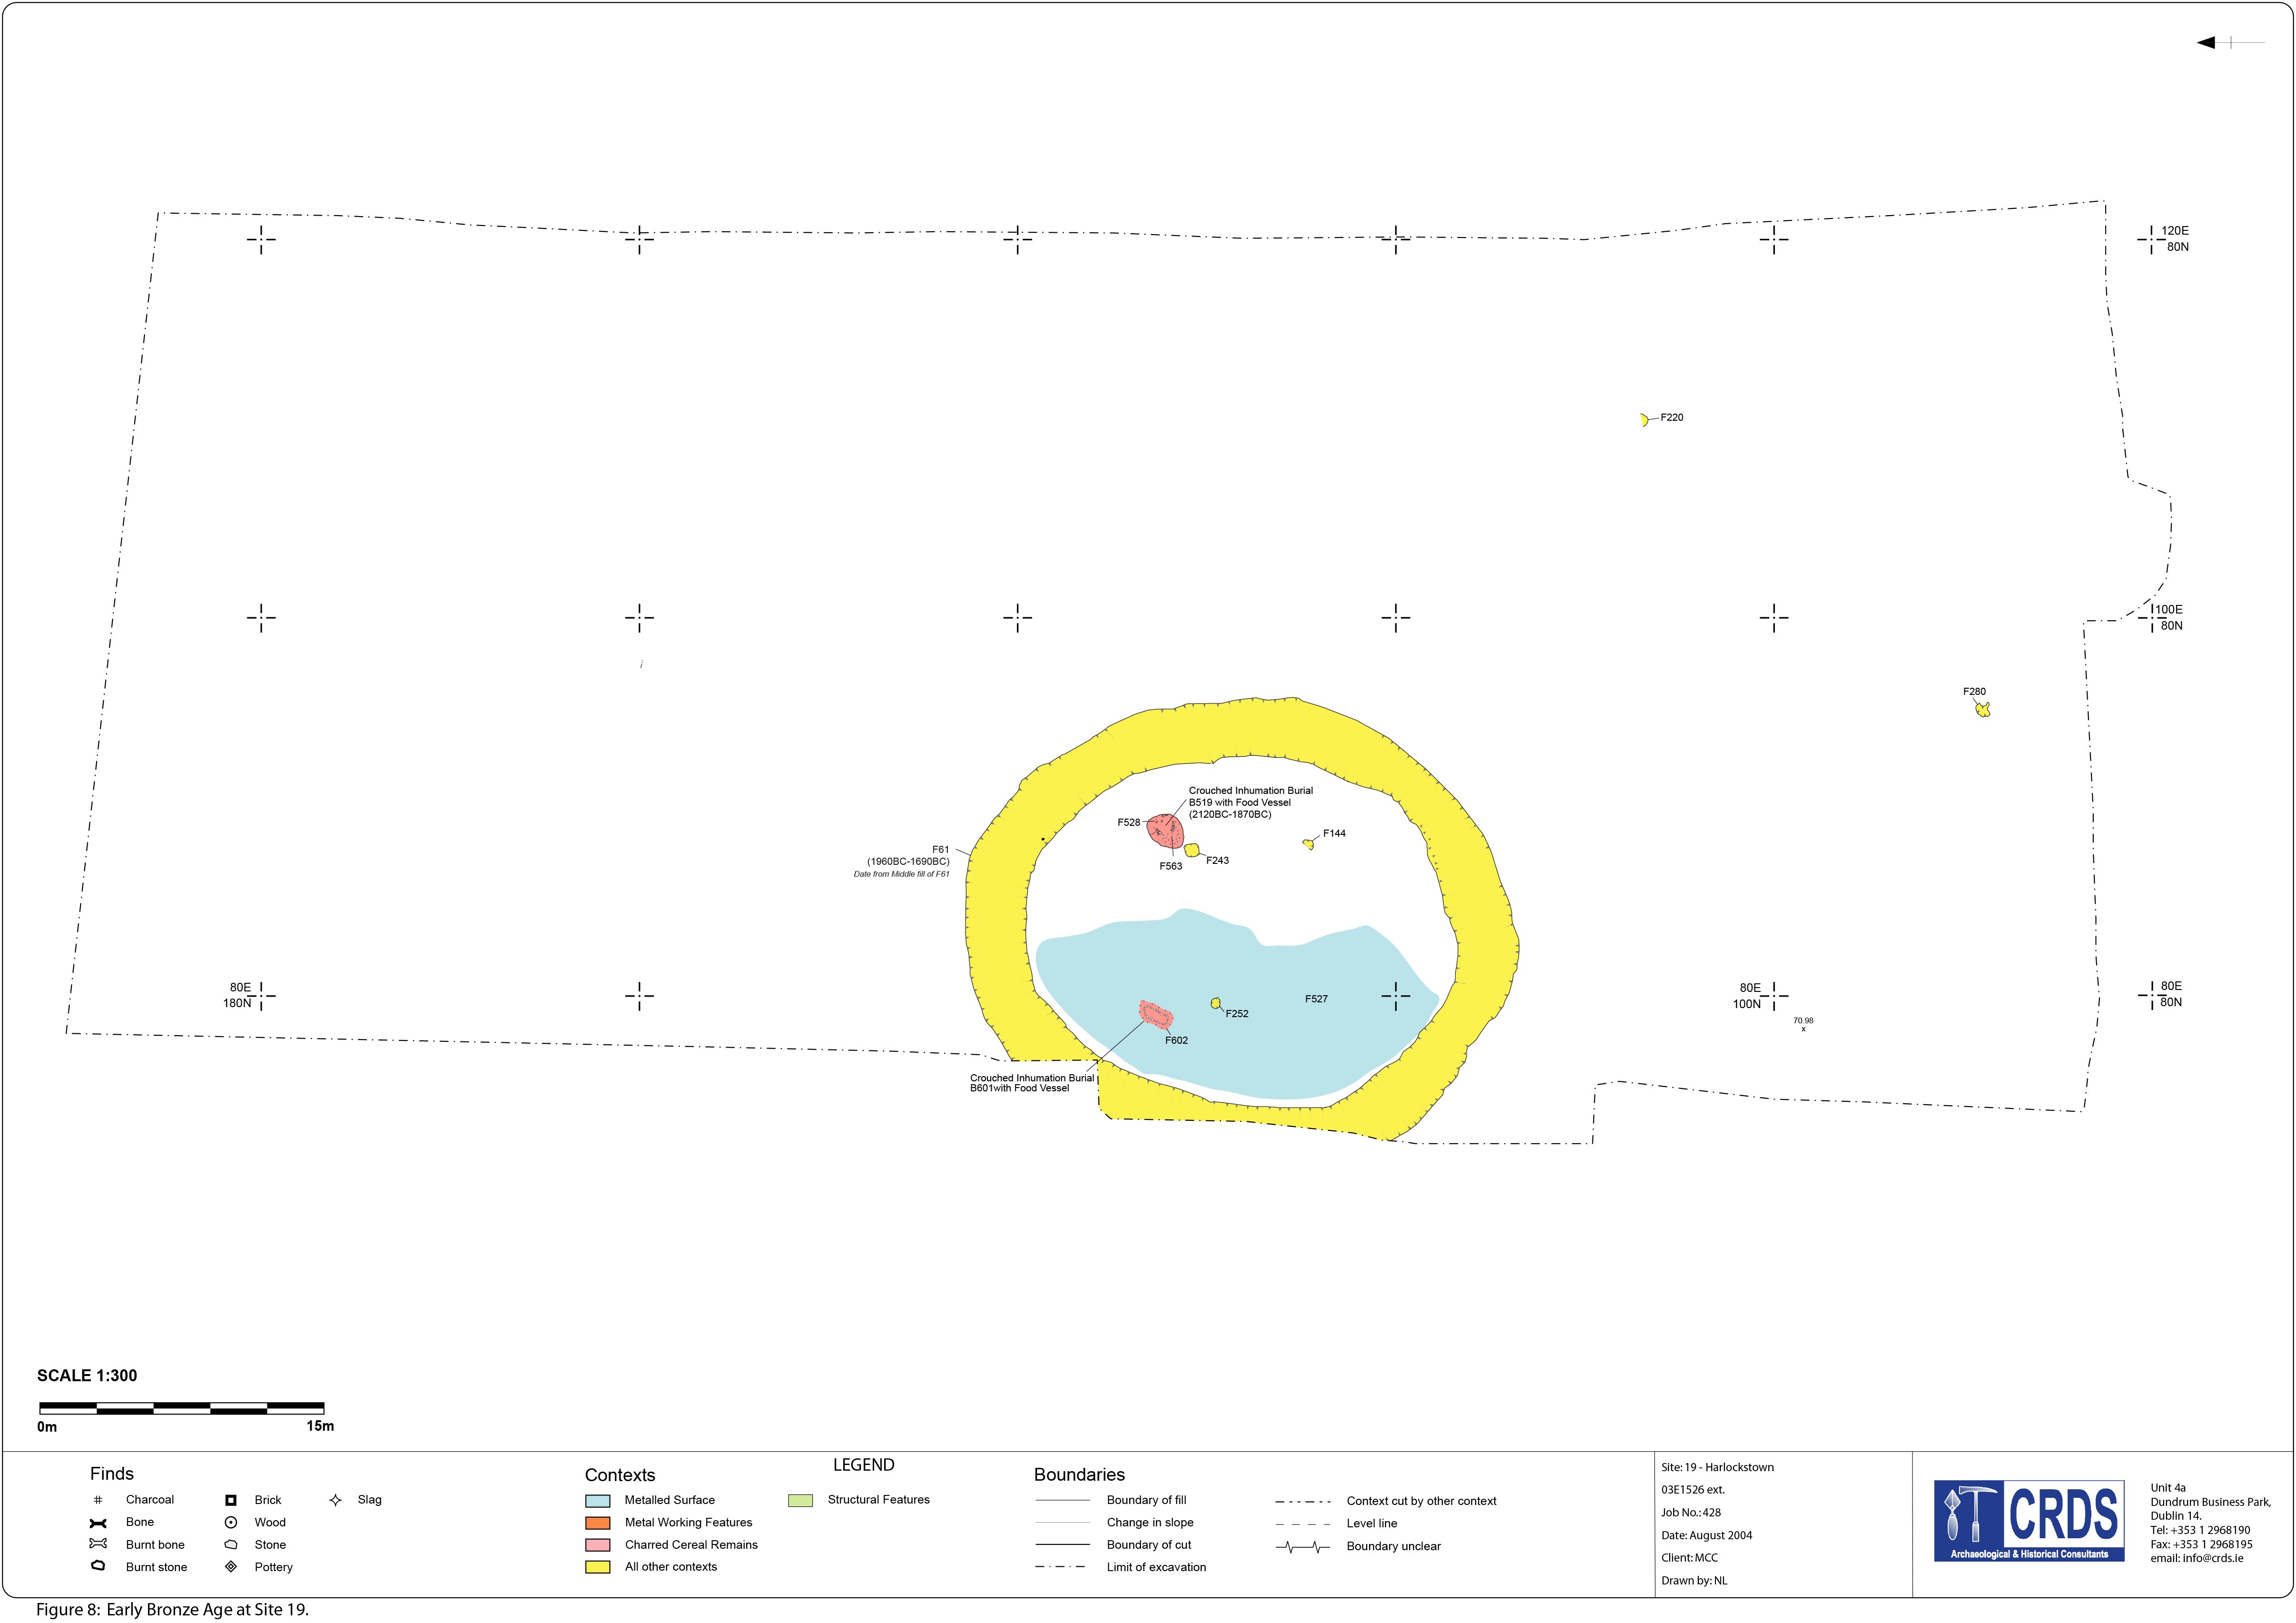 120E
80N
F220
100E
80N
F280
Crouched Inhumation Burial
B519 with Food Vessel
(2120BC-1870BC)
F528
F144
F243
F563
F61
(1960BC-1690BC)
Date from Middle fill of F61
80E
180N
F527
F252
F602
80E
100N
80E
80N
70.98
x
Crouched Inhumation Burial
B601with Food Vessel
SCALE 1:300
0m
15m
LEGEND
Finds
Charcoal
Bone
Burnt bone
Burnt stone
Brick
Wood
Stone
Pottery
Slag
Contexts
Metalled Surface
Metal Working Features
Charred Cereal Remains
All other contexts
Structural Features
Boundaries
Boundary of fill
Change in slope
Boundary of cut
Limit of excavation
Context cut by other context
Level line
Boundary unclear
Site: 19 - Harlockstown
03E1526 ext.
Job No.: 428
Date: August 2004
Client: MCC
Drawn by: NL
CRDS
Archaeological & Historical Consultants
Unit 4a
Dundrum Business Park,
Dublin 14.
Tel: +353 1 2968190
Fax: +353 1 2968195
email: info@crds.ie
Figure 8: Early Bronze Age at Site 19.